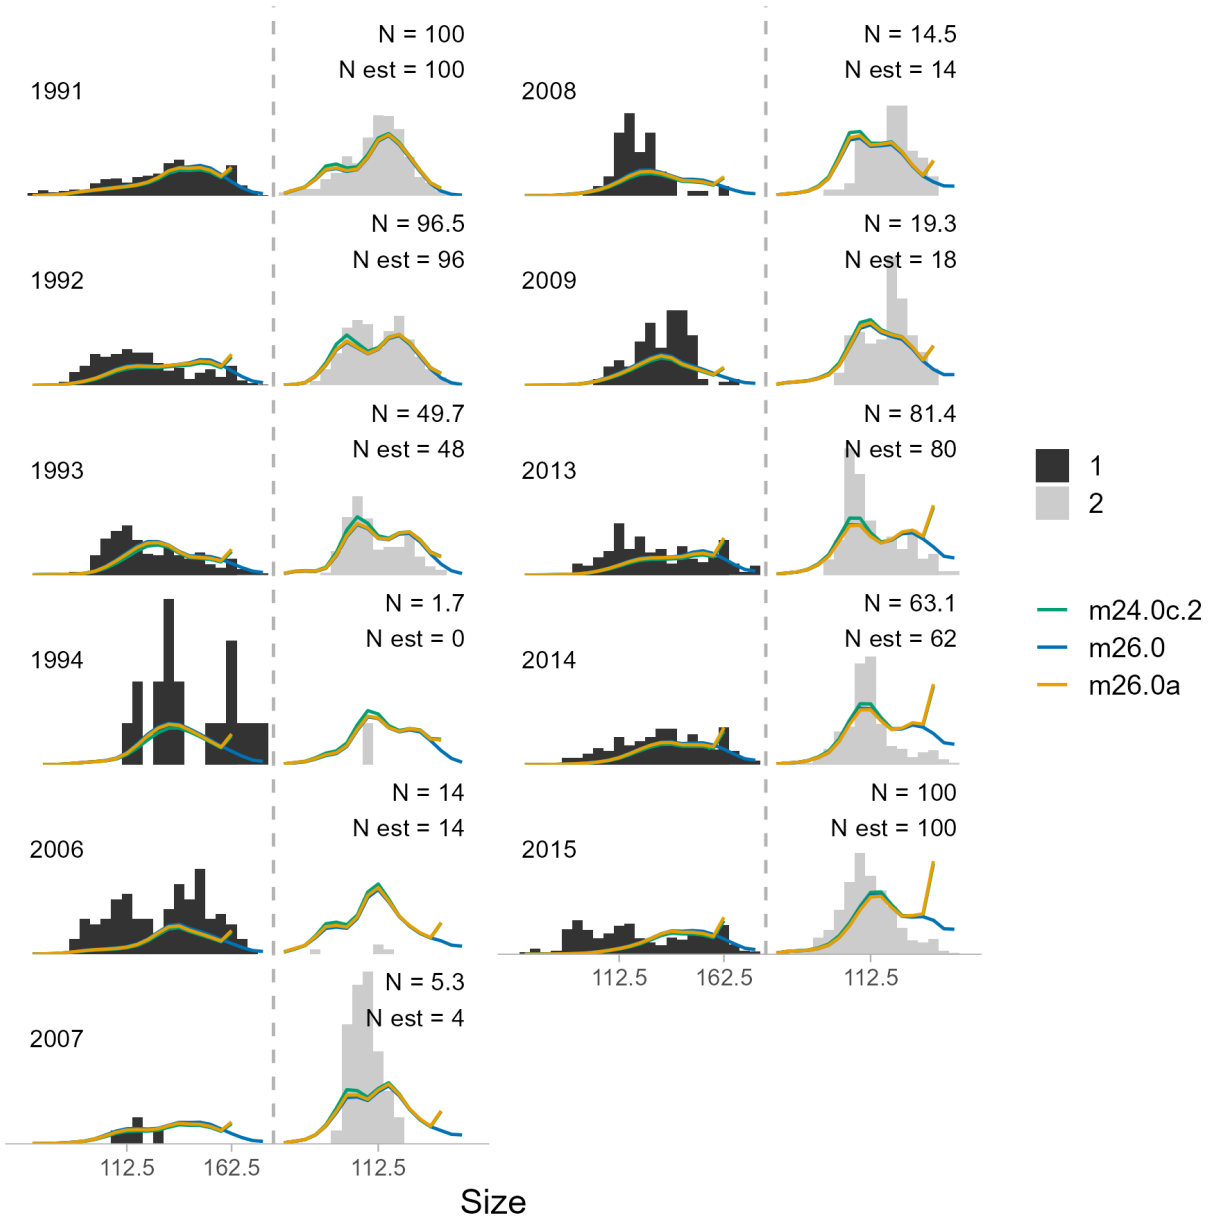 1991
N = 100
N est = 100
2008
N = 14.5
N est = 14
1992
N = 96.5
N est = 96
2009
N = 19.3
N est = 18
1993
N = 49.7
N est = 48
2013
N = 81.4
N est = 80
1994
N = 1.7
N est = 0
2014
N = 63.1
N est = 62
2006
N = 14
N est = 14
2015
N = 100
N est = 100
112.5
162.5
112.5
2007
N = 5.3
N est = 4
112.5
162.5
112.5
Size
1
2
m24.0c.2
m26.0
m26.0a